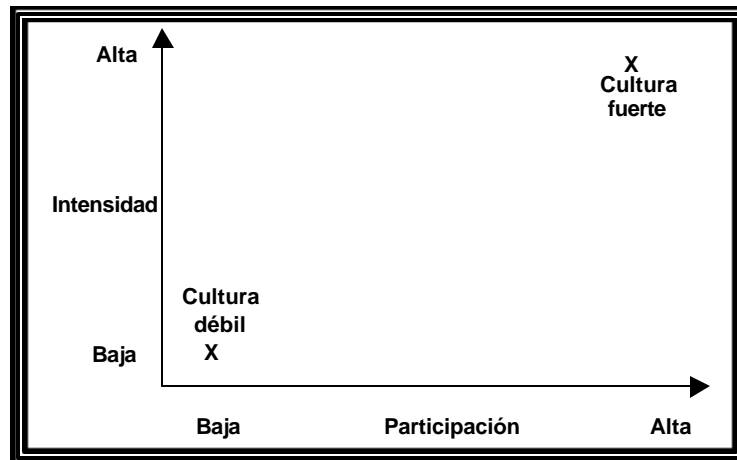 Alta
X
Cultura
fuerte
Intensidad
Cultura
débil
Baja
X
Baja
Participación
Alta